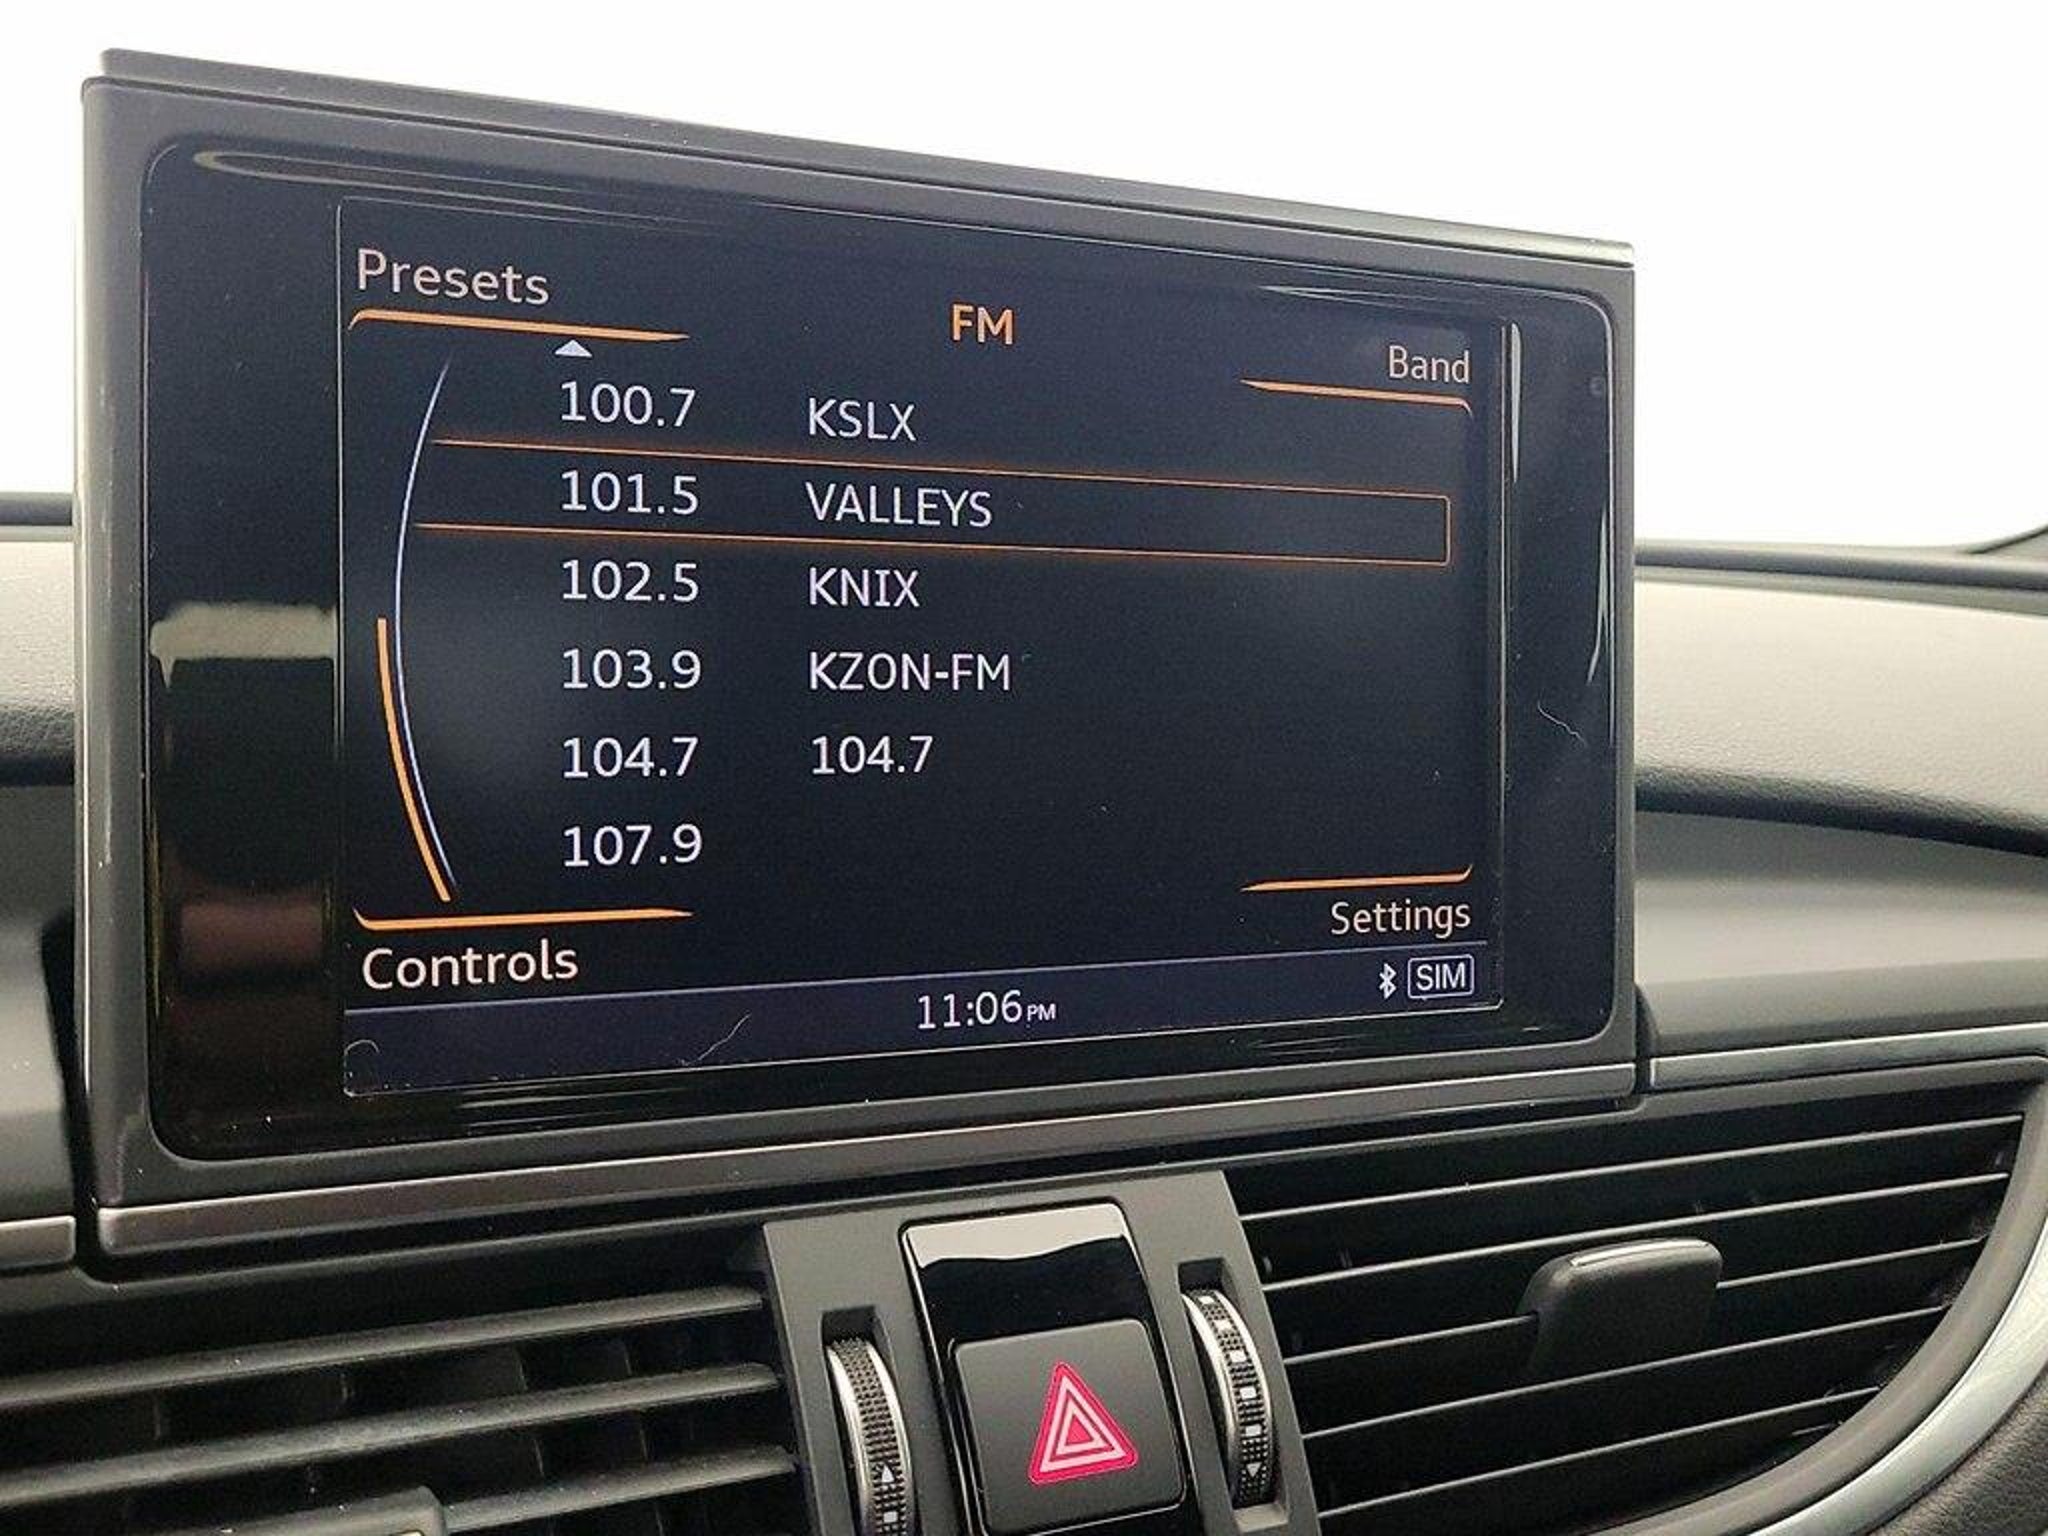 Presets
FM
Band
100.7 KSLX
101.5 VALLEYS
102.5 KNIX
103.9 KZON-FM
104.7 104.7
107.9
Settings
Controls
SIM
11:06PM